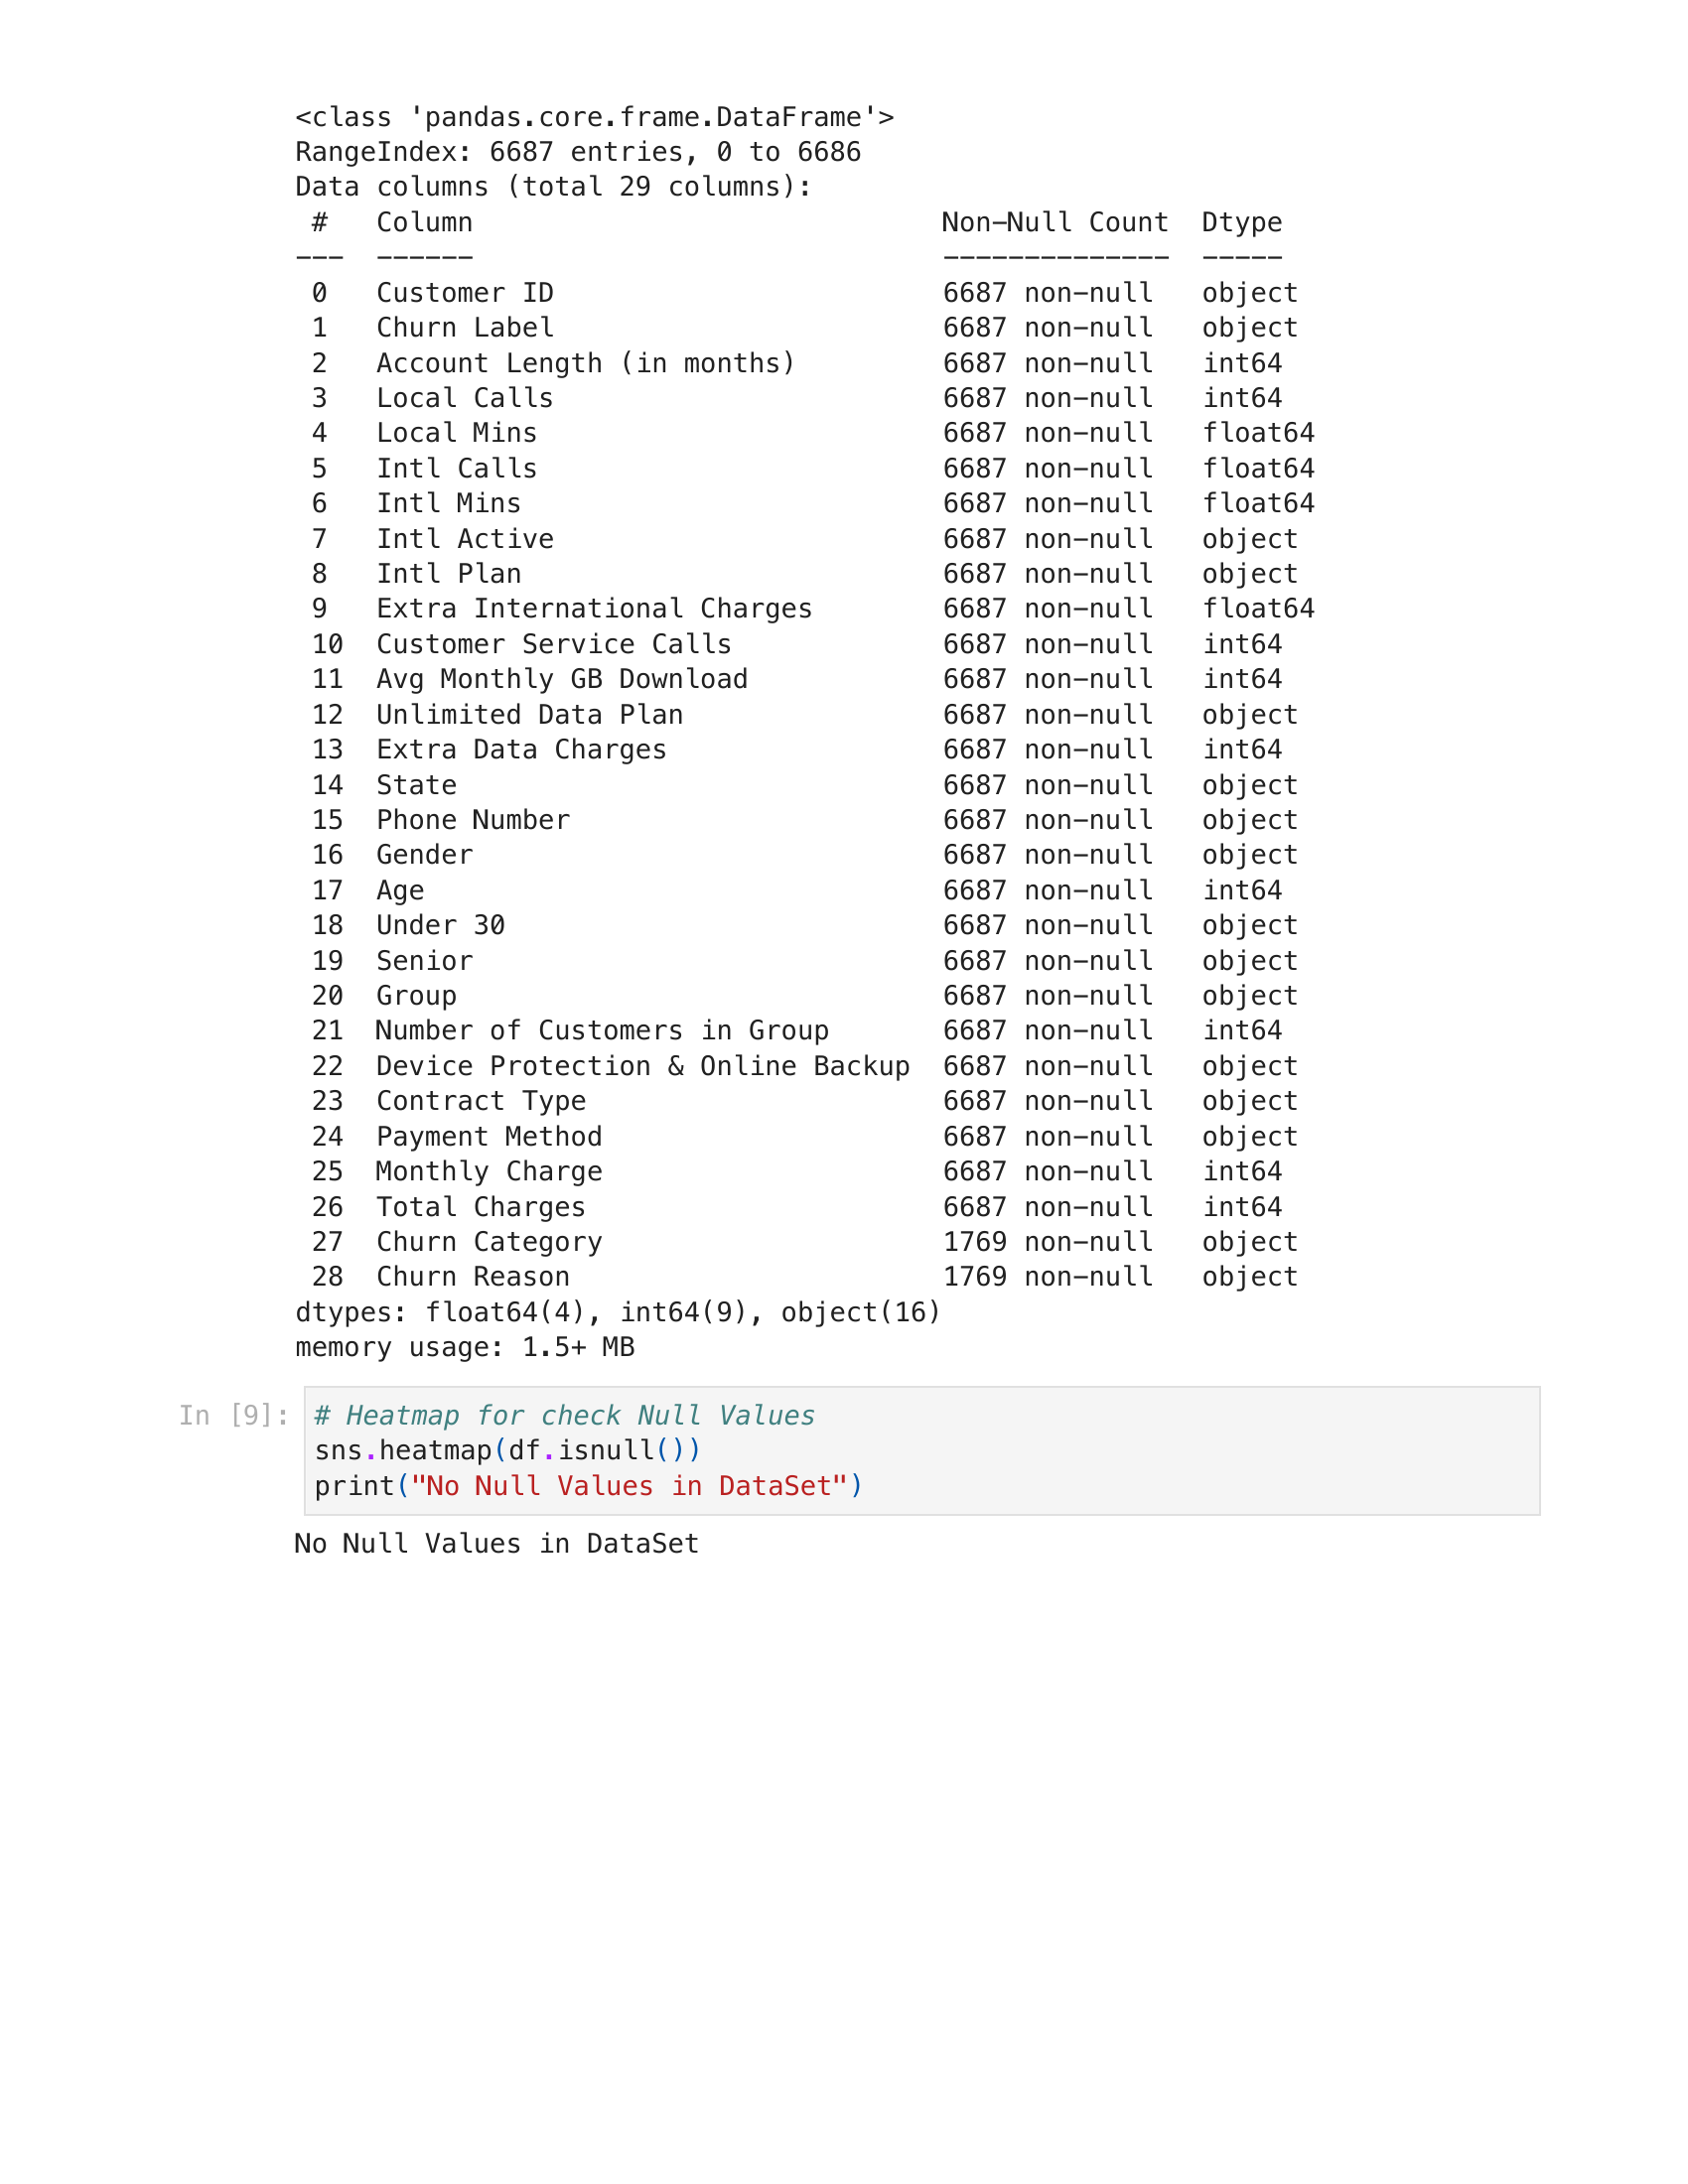 <class 'pandas.core.frame.DataFrame'>
RangeIndex: 6687 entries, 0 to 6686
Data columns (total 29 columns):
 #   Column                             Non-Null Count  Dtype
---  ------                             --------------  -----
 0   Customer ID                        6687 non-null   object
 1   Churn Label                        6687 non-null   object
 2   Account Length (in months)         6687 non-null   int64
 3   Local Calls                        6687 non-null   int64
 4   Local Mins                         6687 non-null   float64
 5   Intl Calls                         6687 non-null   float64
 6   Intl Mins                          6687 non-null   float64
 7   Intl Active                        6687 non-null   object
 8   Intl Plan                          6687 non-null   object
 9   Extra International Charges        6687 non-null   float64
 10  Customer Service Calls             6687 non-null   int64
 11  Avg Monthly GB Download            6687 non-null   int64
 12  Unlimited Data Plan                6687 non-null   object
 13  Extra Data Charges                 6687 non-null   int64
 14  State                              6687 non-null   object
 15  Phone Number                       6687 non-null   object
 16  Gender                             6687 non-null   object
 17  Age                                6687 non-null   int64
 18  Under 30                           6687 non-null   object
 19  Senior                             6687 non-null   object
 20  Group                              6687 non-null   object
 21  Number of Customers in Group       6687 non-null   int64
 22  Device Protection & Online Backup  6687 non-null   object
 23  Contract Type                      6687 non-null   object
 24  Payment Method                     6687 non-null   object
 25  Monthly Charge                     6687 non-null   int64
 26  Total Charges                      6687 non-null   int64
 27  Churn Category                     1769 non-null   object
 28  Churn Reason                       1769 non-null   object
dtypes: float64(4), int64(9), object(16)
memory usage: 1.5+ MB
In [9]: # Heatmap for check Null Values
sns.heatmap(df.isnull())
print("No Null Values in DataSet")
No Null Values in DataSet